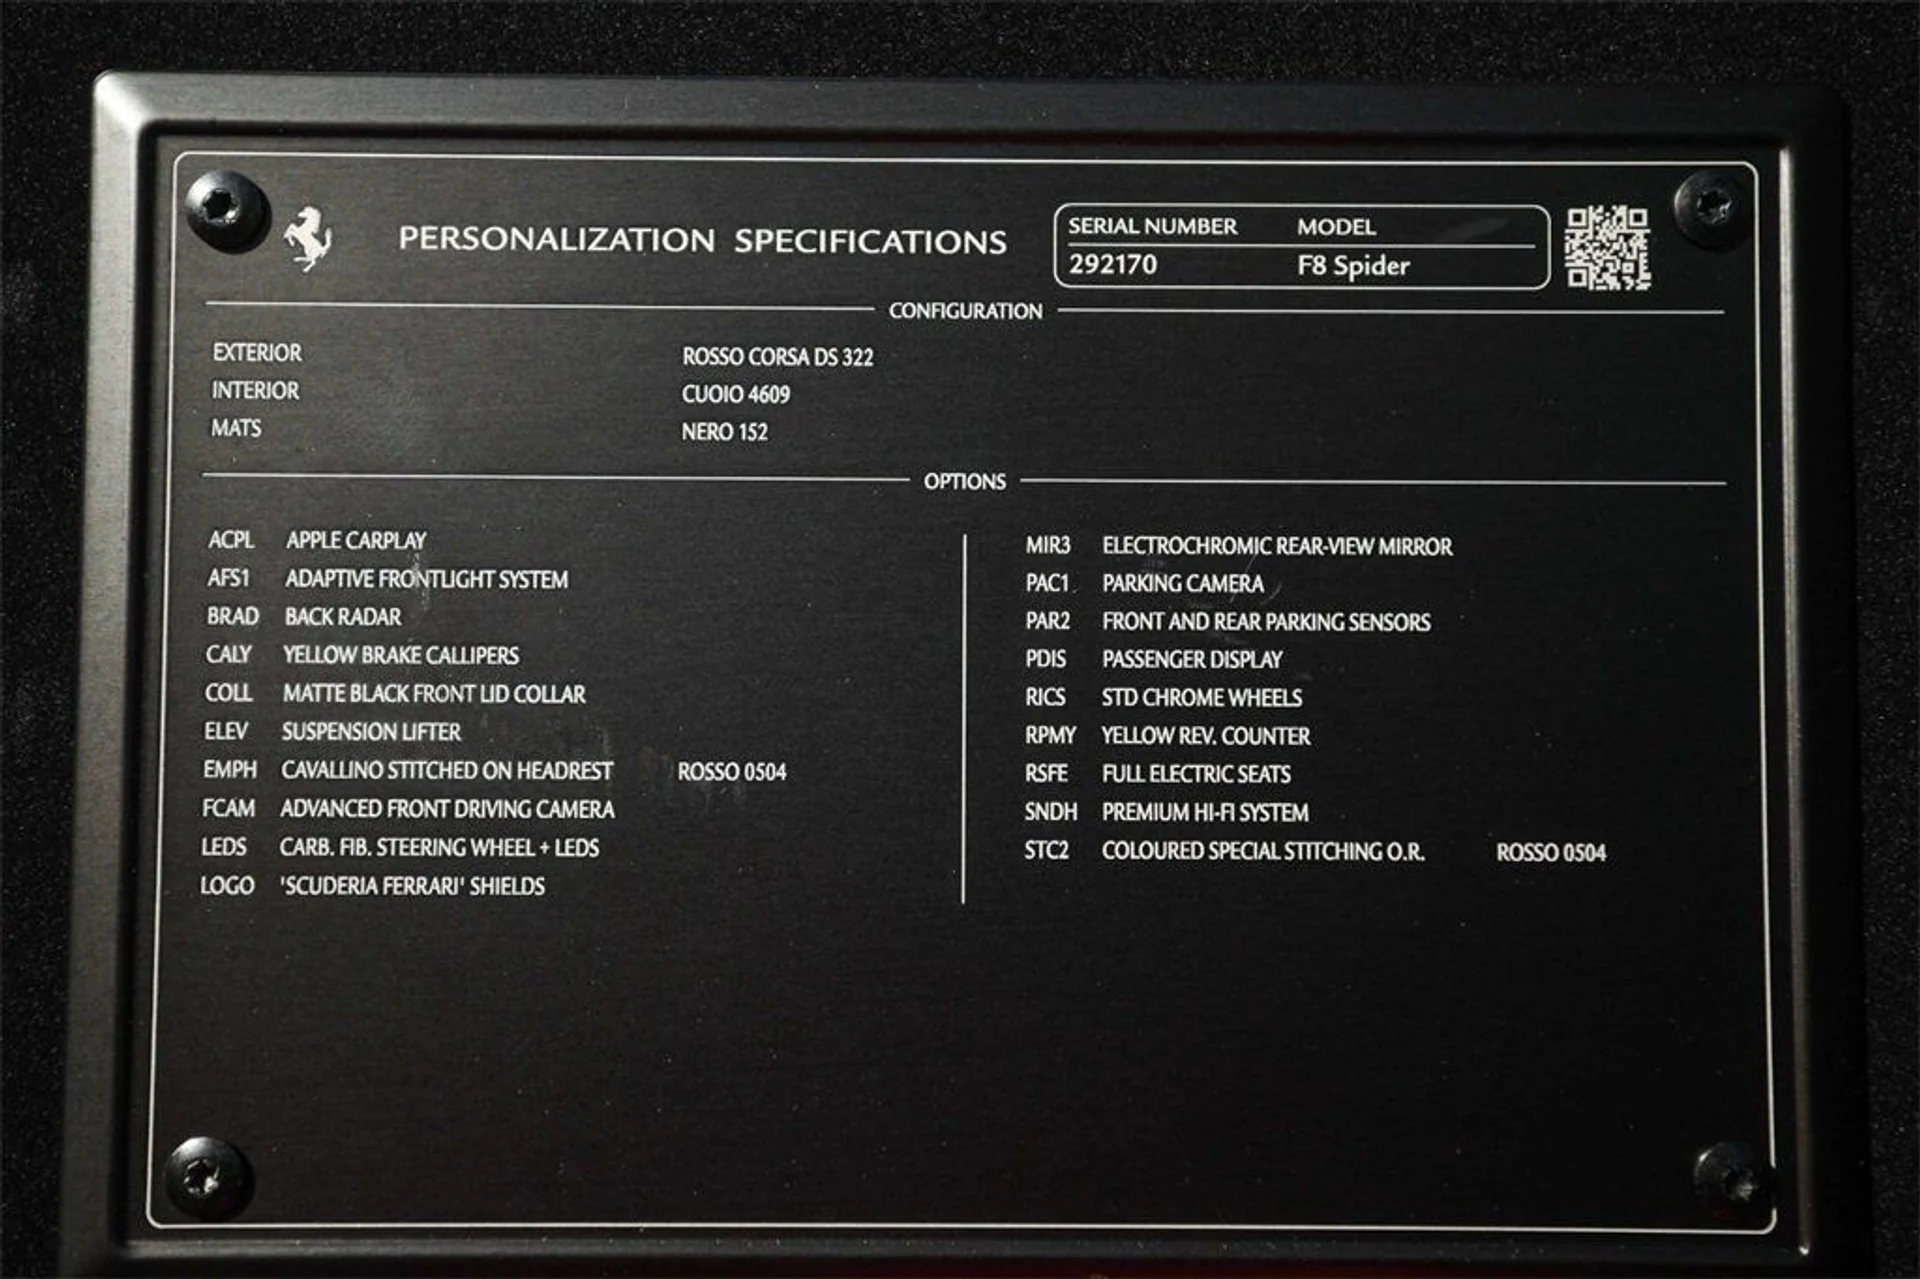 PERSONALIZATION SPECIFICATIONS
SERIAL NUMBER MODEL
292170 F8 Spider
CONFIGURATION
EXTERIOR ROSSO CORSA DS 322
INTERIOR CUOIO 4609
MATS NERO 152
OPTIONS
ACPL APPLE CARPLAY
AFS1 ADAPTIVE FRONTLIGHT SYSTEM
BRAD BACK RADAR
CALY YELLOW BRAKE CALLIPERS
COLL MATTE BLACK FRONT LID COLLAR
ELEV SUSPENSION LIFTER
EMPH CAVALLINO STITCHED ON HEADREST ROSSO 0504
FCAM ADVANCED FRONT DRIVING CAMERA
LEDS CARB. FIB. STEERING WHEEL + LEDS
LOGO 'SCUDERIA FERRARI' SHIELDS
MIR3 ELECTROCHROMIC REAR-VIEW MIRROR
PAC1 PARKING CAMERA
PAR2 FRONT AND REAR PARKING SENSORS
PDIS PASSENGER DISPLAY
RICS STD CHROME WHEELS
RPMY YELLOW REV. COUNTER
RSFE FULL ELECTRIC SEATS
SNDH PREMIUM HI-FI SYSTEM
STC2 COLOURED SPECIAL STITCHING O.R. ROSSO 0504